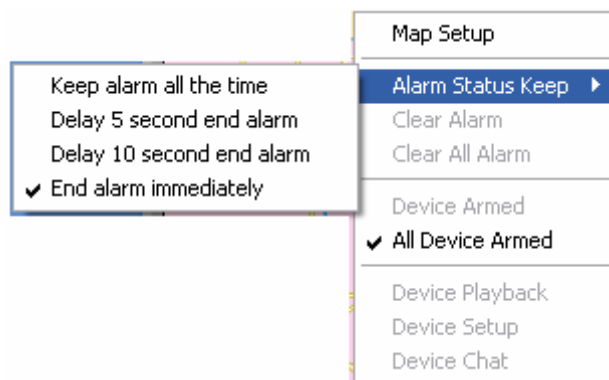 Map Setup
Alarm Status Keep
Keep alarm all the time
Delay 5 second end alarm
Delay 10 second end alarm
End alarm immediately
Clear Alarm
Clear All Alarm
Device Armed
All Device Armed
Device Playback
Device Setup
Device Chat